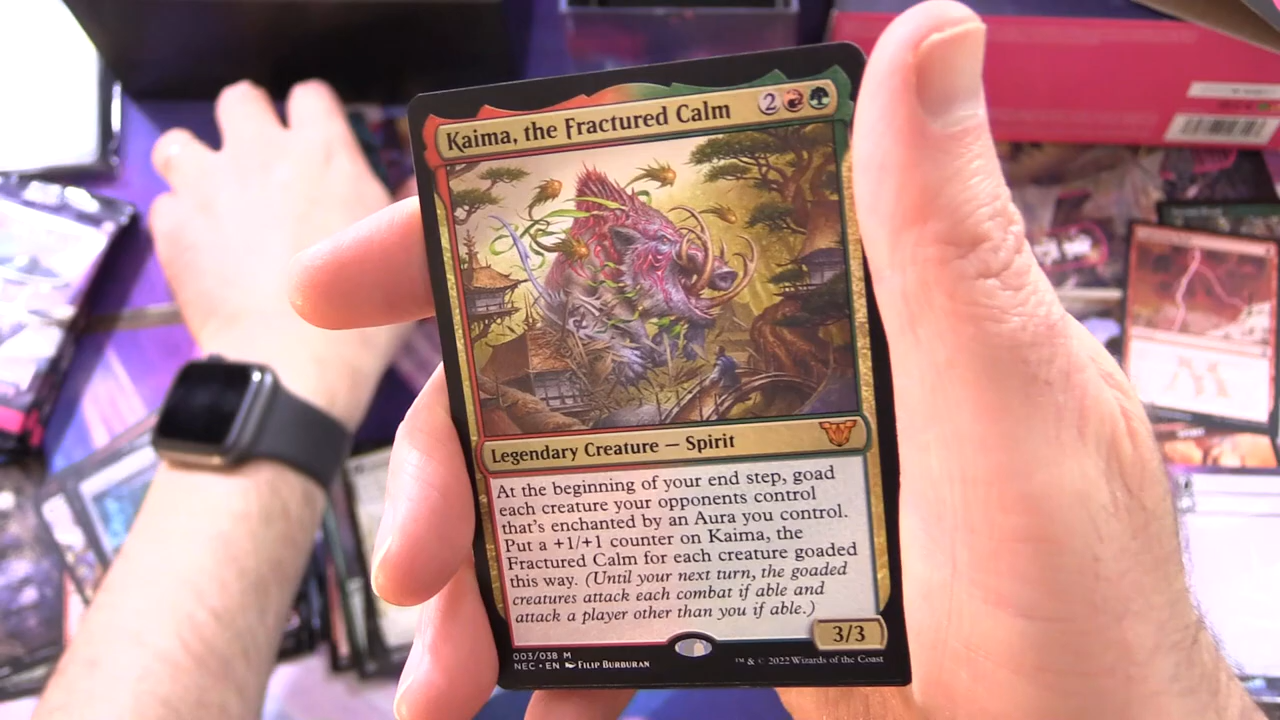 Kaima, the Fractured Calm 2
Legendary Creature — Spirit
At the beginning of your end step, goad
each creature your opponents control
that's enchanted by an Aura you control.
Put a +1/+1 counter on Kaima, the
Fractured Calm for each creature goaded
this way. (Until your next turn, the goaded
creatures attack each combat if able and
attack a player other than you if able.)
3/3
003/038 M
NEC • EN Filip Burburan
™ & © 2022 Wizards of the Coast